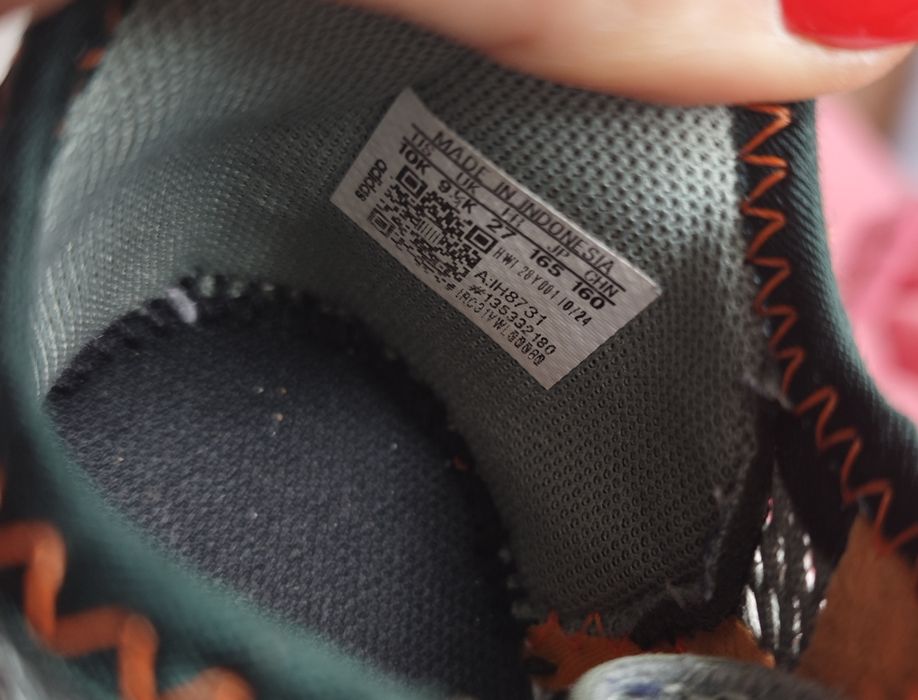 MADE IN INDONESIA
US UK FR JP CHN
10K 9½K 27 165 160
adidas
HWI 28Y001 10/24
A:IH8731
#135332180